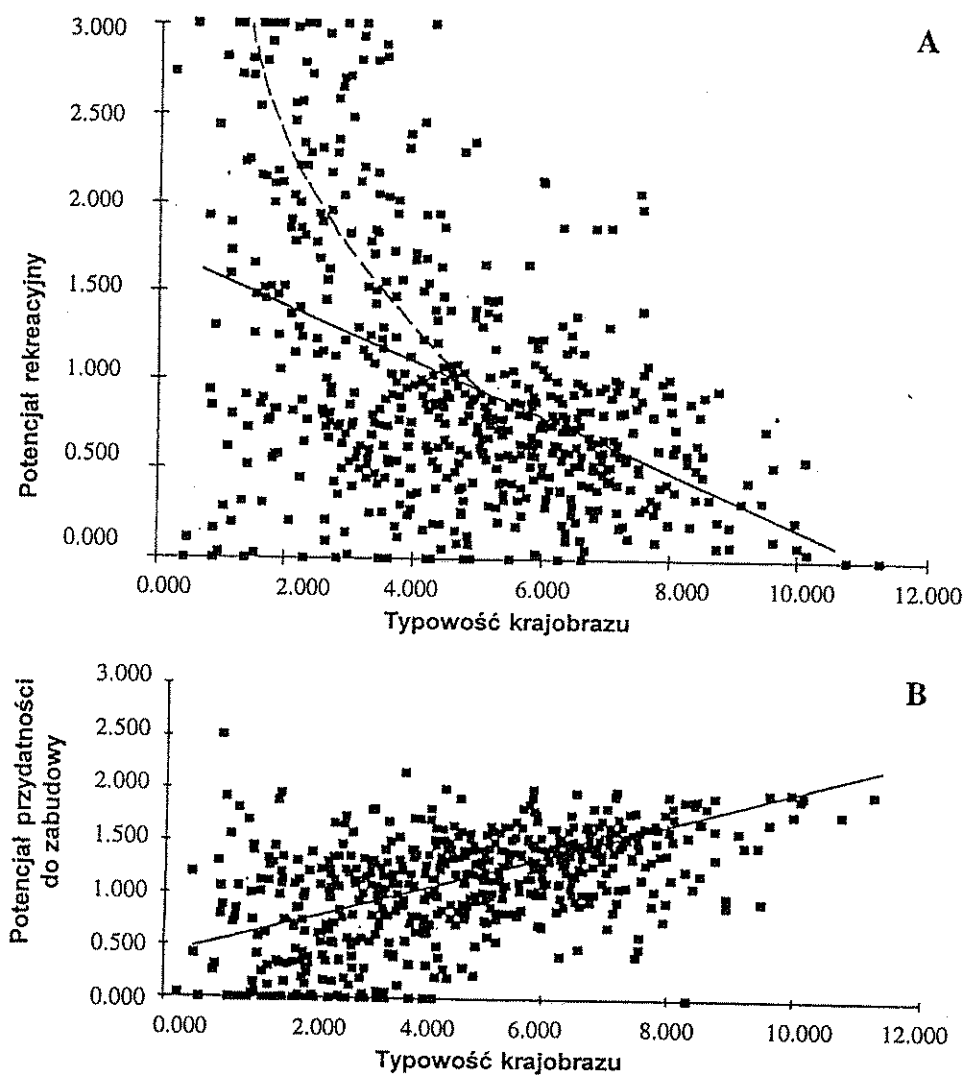 A
Potencjał rekreacyjny
3.000
2.500
2.000
1.500
1.000
0.500
0.000
0.000 2.000 4.000 6.000 8.000 10.000 12.000
Typowość krajobrazu
B
Potencjał przydatności
do zabudowy
3.000
2.500
2.000
1.500
1.000
0.500
0.000
0.000 2.000 4.000 6.000 8.000 10.000 12.000
Typowość krajobrazu